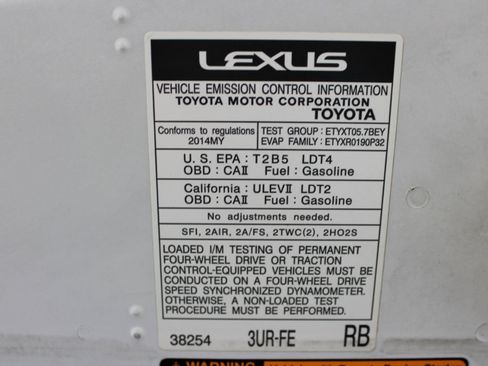 LEXUS
VEHICLE EMISSION CONTROL INFORMATION
TOYOTA MOTOR CORPORATION
TOYOTA
Conforms to regulations
2014MY
TEST GROUP : ETYXT05.7BEY
EVAP FAMILY : ETYXR0190P32
U. S. EPA : T2B5 LDT4
OBD : CAⅡ Fuel : Gasoline
California : ULEVⅡ LDT2
OBD : CAⅡ Fuel : Gasoline
No adjustments needed.
SFI, 2AIR, 2A/FS, 2TWC(2), 2HO2S
LOADED I/M TESTING OF PERMANENT
FOUR-WHEEL DRIVE OR TRACTION
CONTROL-EQUIPPED VEHICLES MUST BE
CONDUCTED ON A FOUR-WHEEL DRIVE
SPEED SYNCHRONIZED DYNAMOMETER.
OTHERWISE, A NON-LOADED TEST
PROCEDURE MUST BE PERFORMED.
38254 3UR-FE RB
WARNING